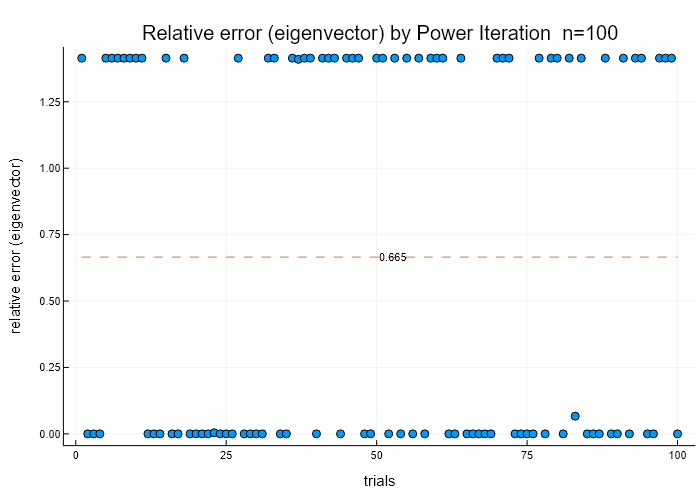 Relative error (eigenvector) by Power Iteration n=100
relative error (eigenvector)
1.25
1.00
0.75
0.665
0.50
0.25
0.00
0 25 50 75 100
trials